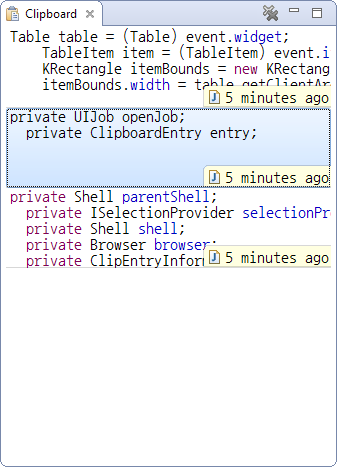 Clipboard
Table table = (Table) event.widget;
TableItem item = (TableItem) event.i
KRectangle itemBounds = new KRectang
itemBounds.width = table.getClientAr
5 minutes ago
private UIJob openJob;
private ClipboardEntry entry;
5 minutes ago
private Shell parentShell;
private ISelectionProvider selectionPr
private Shell shell;
private Browser browser;
private ClipEntryInform
5 minutes ago